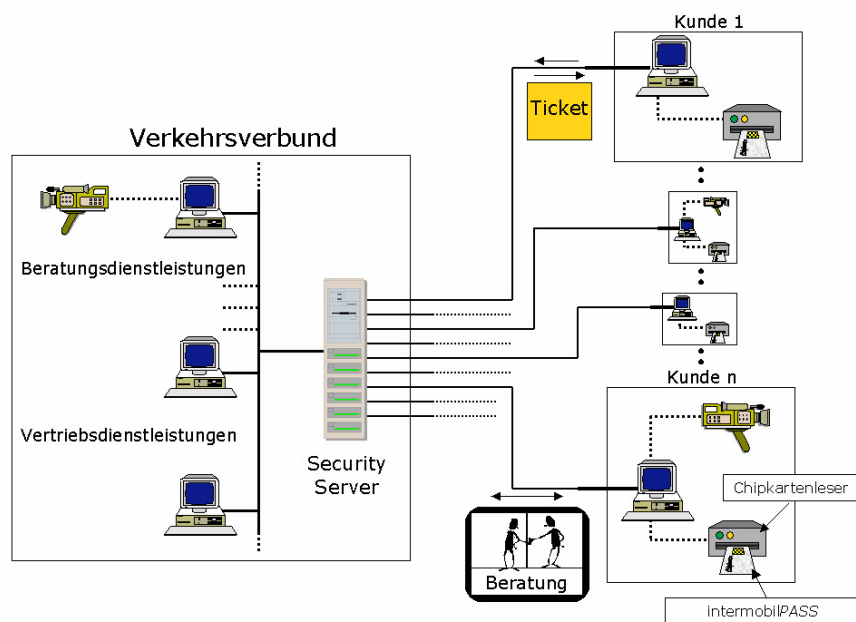 Kunde 1
Ticket
Verkehrsverbund
Beratungsdienstleistungen
Kunde n
Vertriebsdienstleistungen
Security
Server
Chipkartenleser
Beratung
intermobilPASS